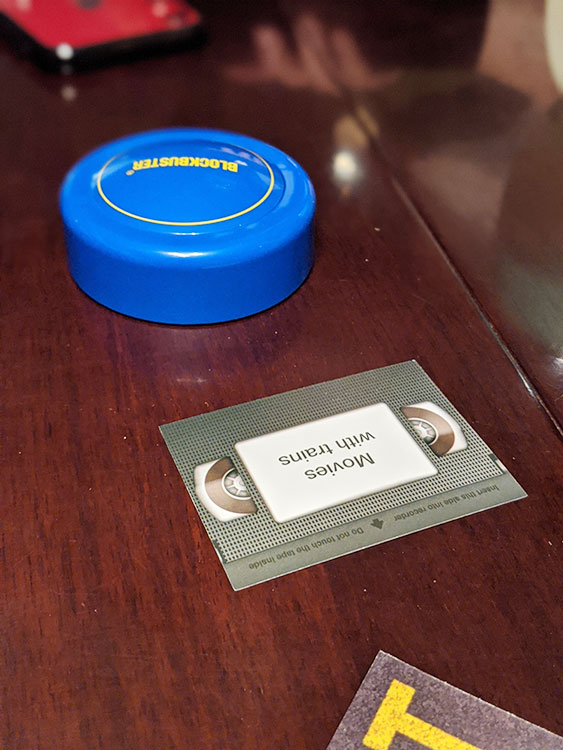 BLOCKBUSTER
Movies
with trains
Do not touch the tape inside
Insert this side into recorder
T